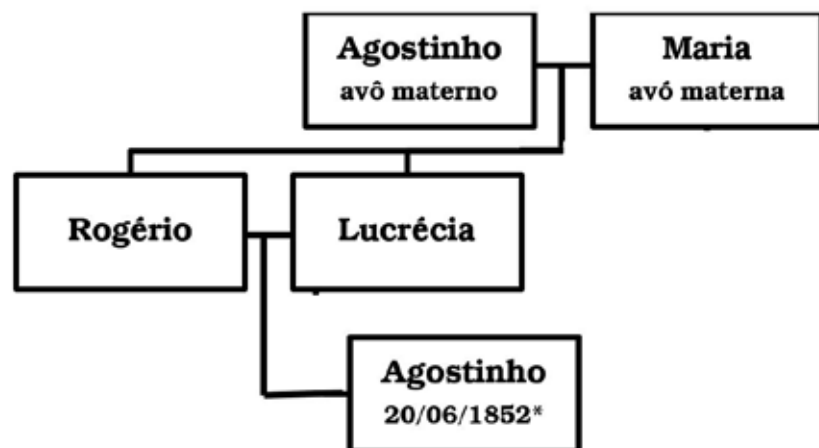 Agostinho
avô materno
Maria
avó materna
Rogério
Lucrécia
Agostinho
20/06/1852*